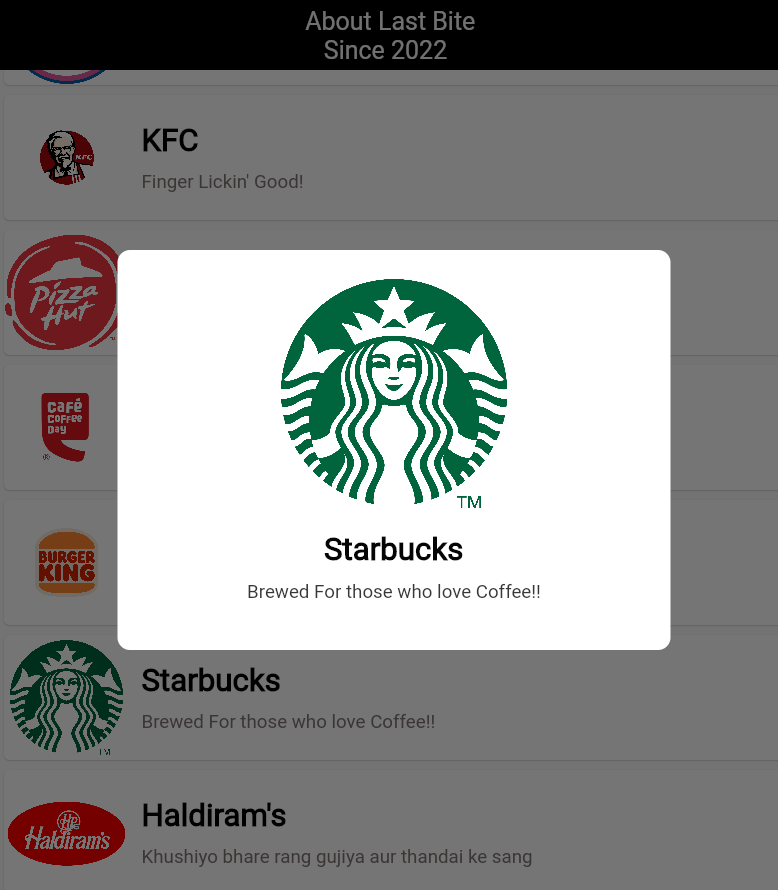 About Last Bite
Since 2022
KFC
KFC
Finger Lickin' Good!
Pizza
Hut
Café
Coffee
Day
®
BURGER
KING
TM
Starbucks
Brewed For those who love Coffee!!
Starbucks
Brewed For those who love Coffee!!
TM
Haldiram's
Haldiram's
Khushiyo bhare rang gujiya aur thandai ke sang